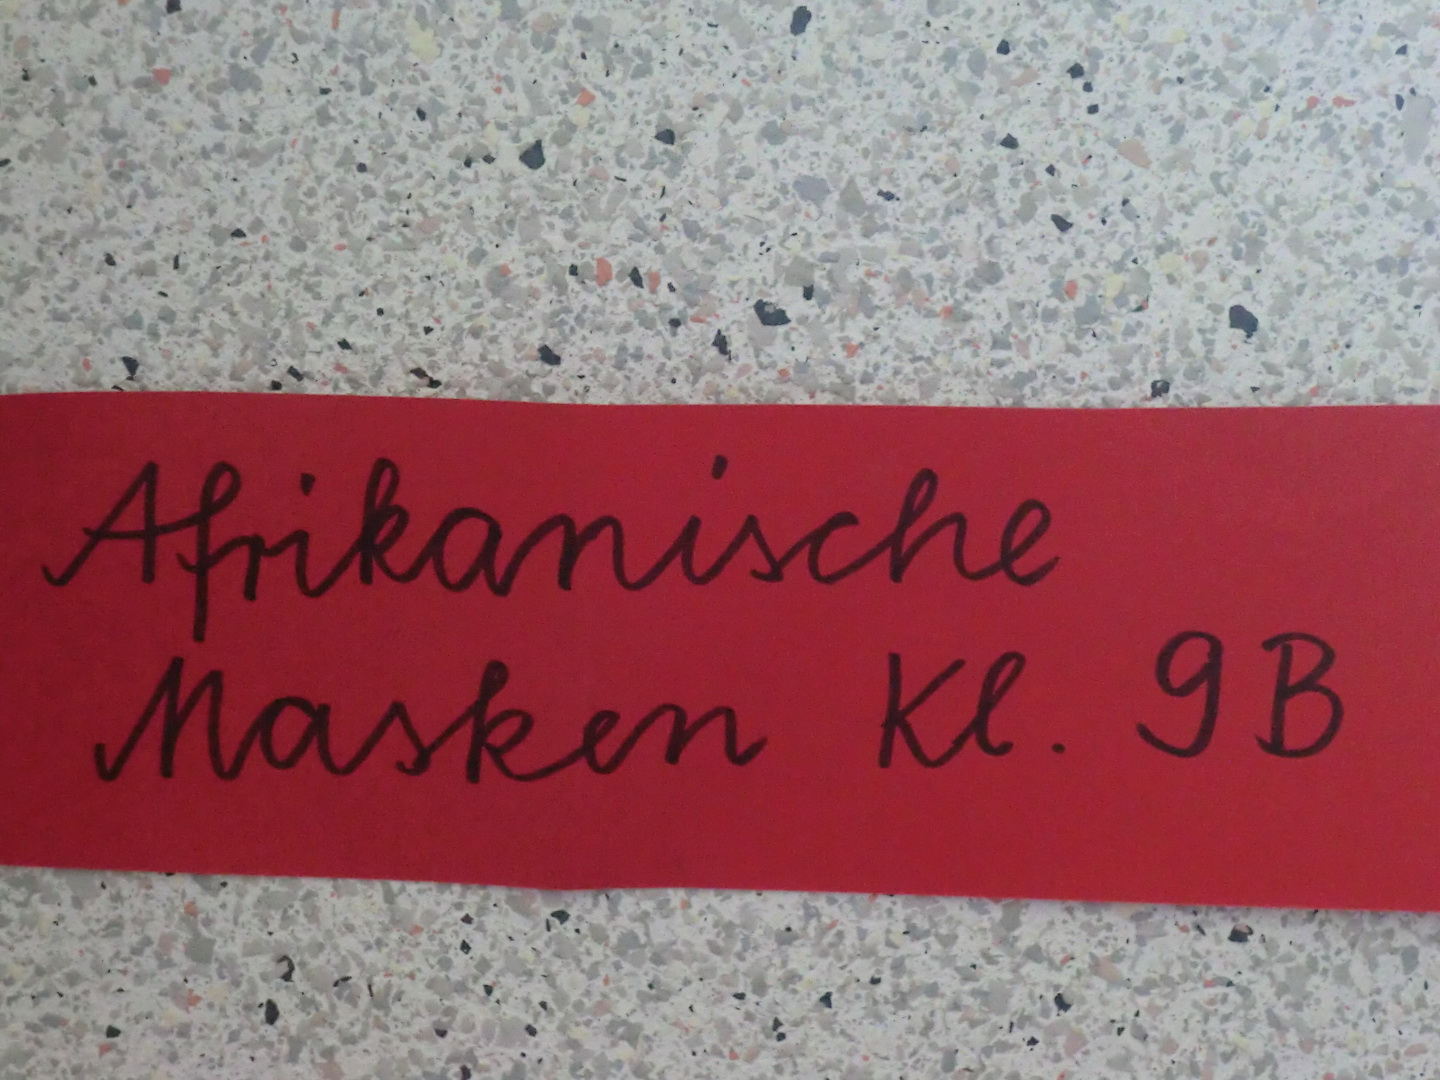 Afrikanische
Masken Kl. 9B